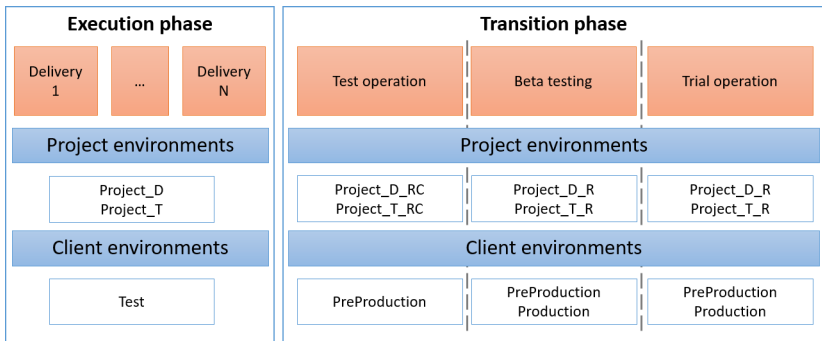 Execution phase
Delivery
1
...
Delivery
N
Project environments
Project_D
Project_T
Client environments
Test
Transition phase
Test operation
Beta testing
Trial operation
Project environments
Project_D_RC
Project_T_RC
Project_D_R
Project_T_R
Project_D_R
Project_T_R
Client environments
PreProduction
PreProduction
Production
PreProduction
Production